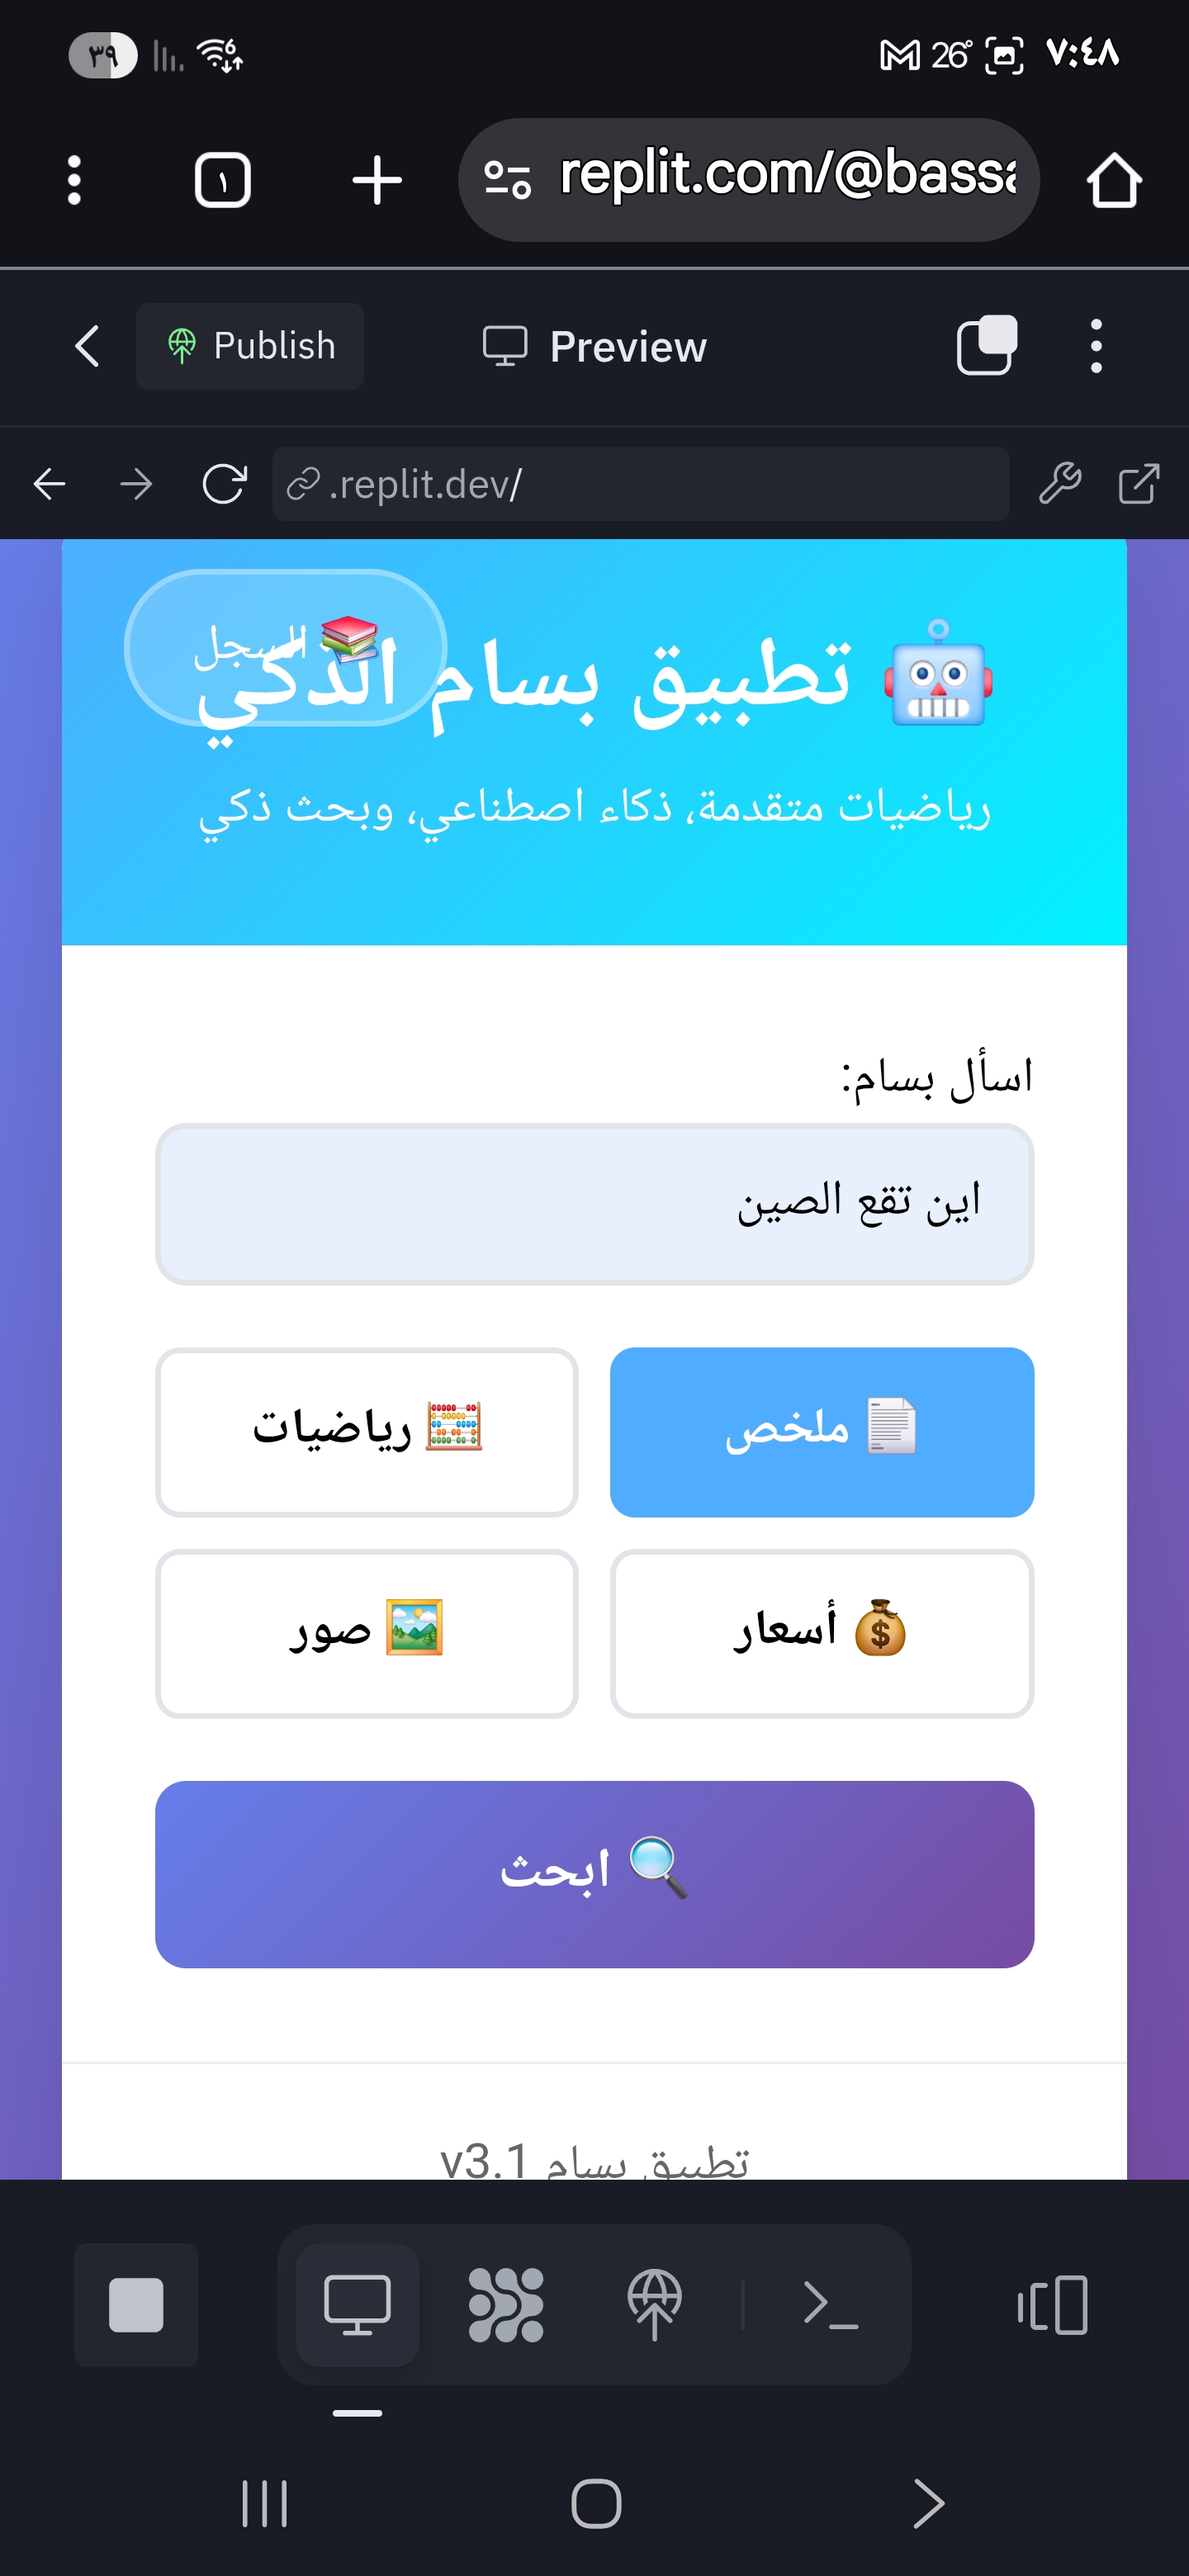 ٣٩
26°
٧:٤٨
١
replit.com/@bass
Publish
Preview
.replit.dev/
السجل
تطبيق بسام الذكي
رياضيات متقدمة، ذكاء اصطناعي، وبحث ذكي
اسأل بسام:
اين تقع الصين
ملخص
رياضيات
أسعار
صور
ابحث
تطبيق بسام v3.1